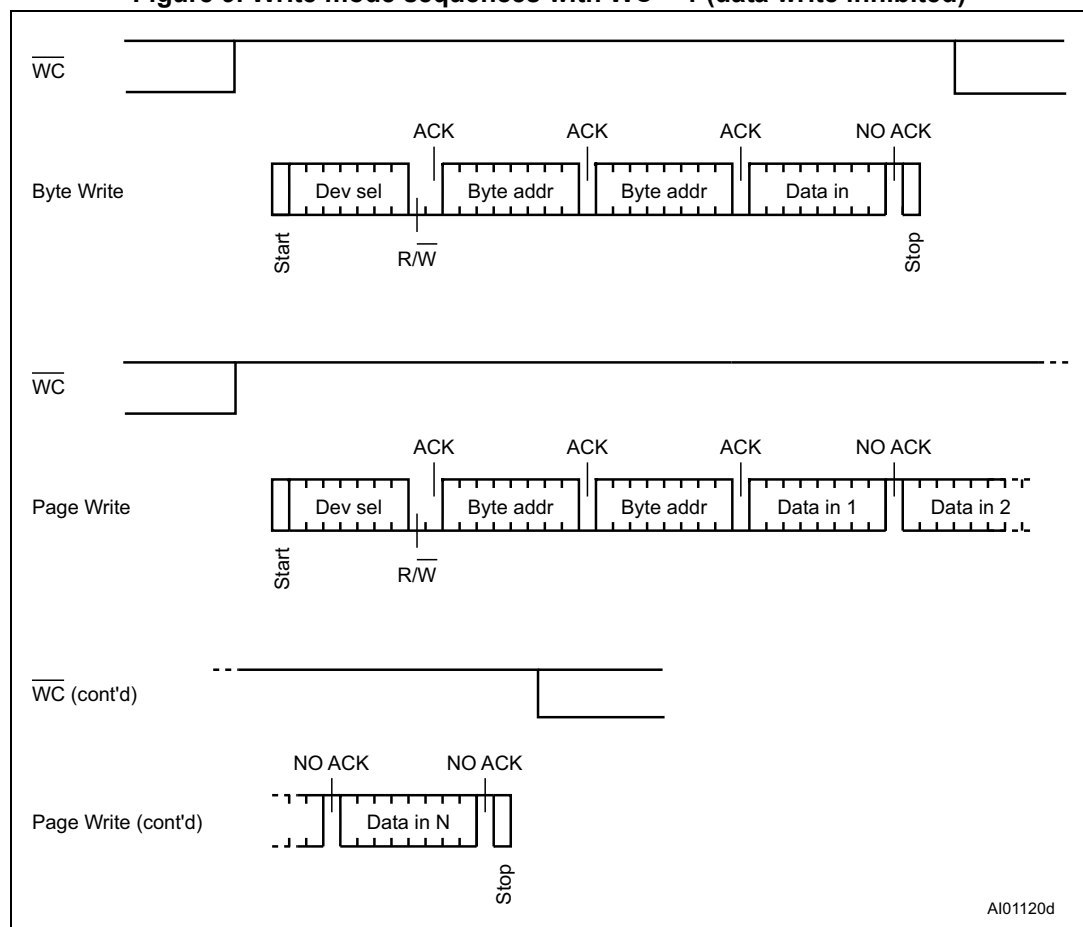 WC
ACK ACK ACK NO ACK
Byte Write Dev sel Byte addr Byte addr Data in
Start R/W Stop
WC
ACK ACK ACK NO ACK
Page Write Dev sel Byte addr Byte addr Data in 1 Data in 2
Start R/W
WC (cont'd)
NO ACK NO ACK
Page Write (cont'd) Data in N
Stop
AI01120d